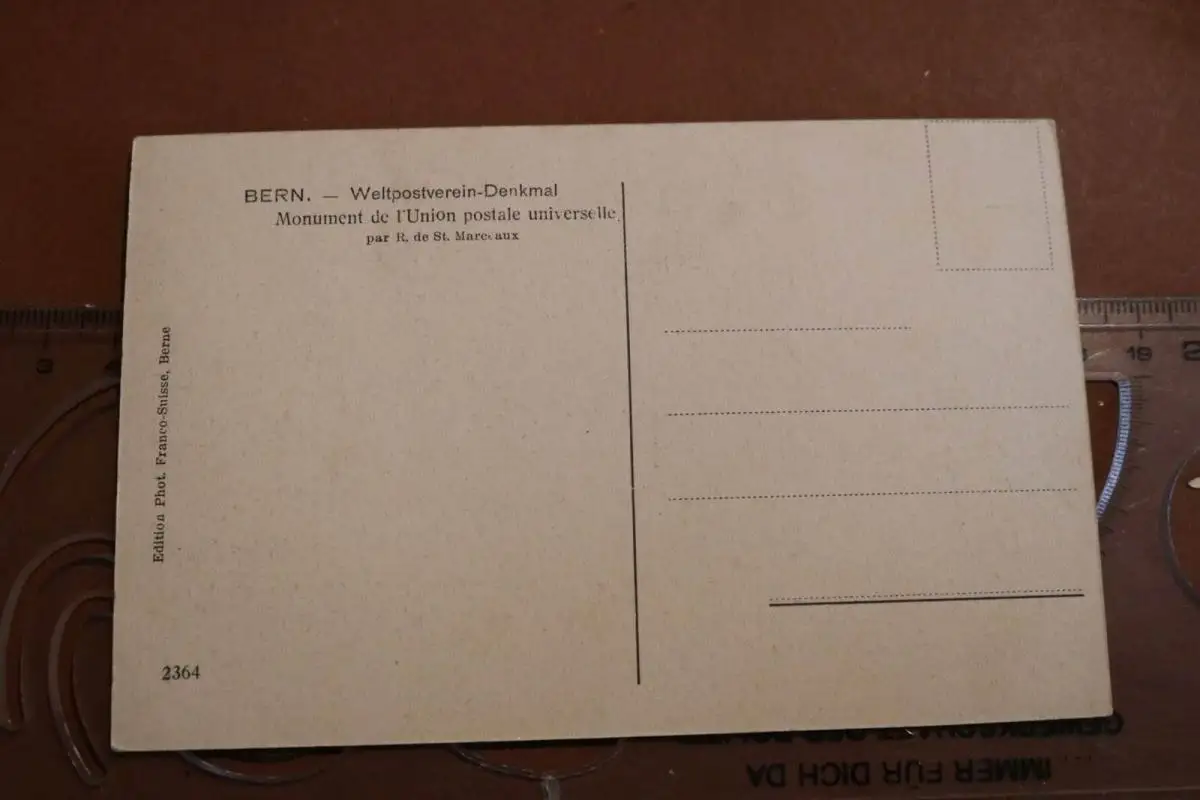 BERN. — Weltpostverein-Denkmal
Monument de l'Union postale universelle
par R. de St. Marceaux
Edition Phot. Franco-Suisse, Berne
2364
19
IMMER FÜR DICH DA